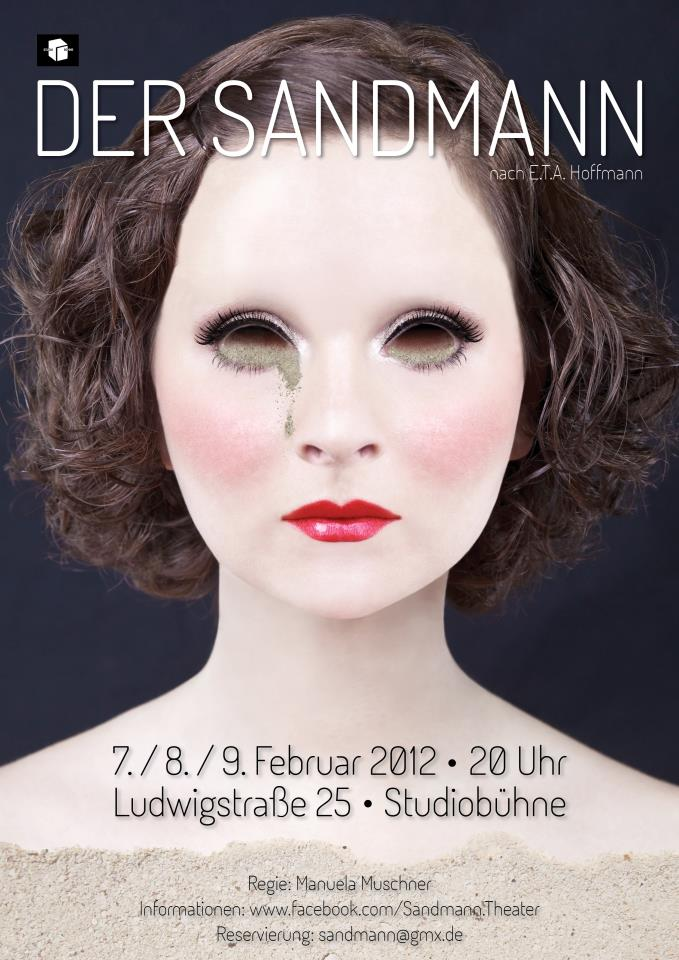 DER SANDMANN
nach E.T.A. Hoffmann
7. / 8. / 9. Februar 2012 • 20 Uhr
Ludwigstraße 25 • Studiobühne
Regie: Manuela Muschner
Informationen: www.facebook.com/Sandmann.Theater
Reservierung: sandmann@gmx.de